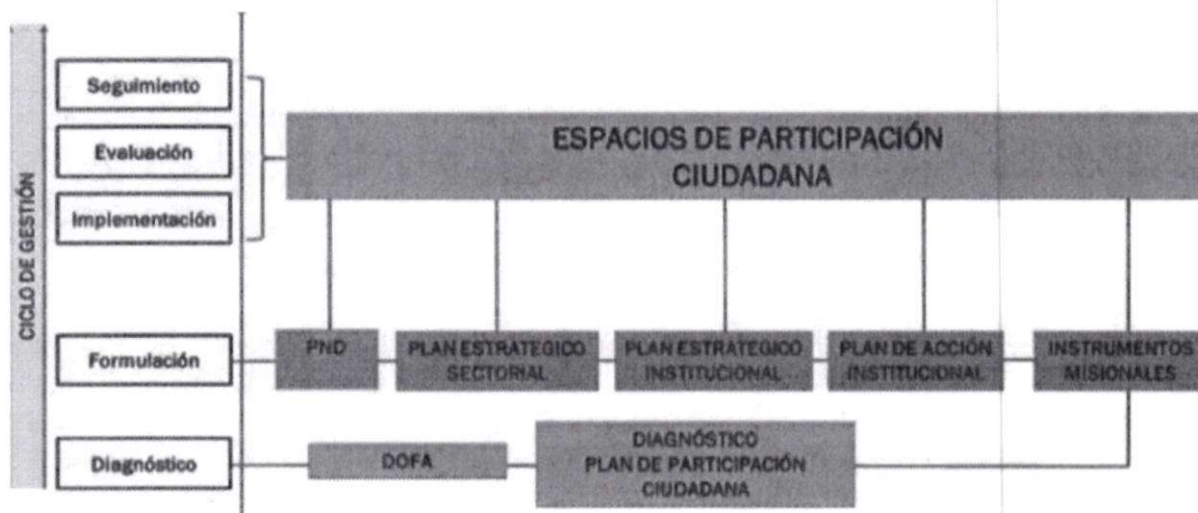 CICLO DE GESTIÓN
Seguimiento
Evaluación
Implementación
ESPACIOS DE PARTICIPACIÓN
CIUDADANA
Formulación
PND
PLAN ESTRATEGICO
SECTORIAL
PLAN ESTRATEGICO
INSTITUCIONAL
PLAN DE ACCIÓN
INSTITUCIONAL
INSTRUMENTOS
MISIONALES
Diagnóstico
DOFA
DIAGNÓSTICO
PLAN DE PARTICIPACIÓN
CIUDADANA